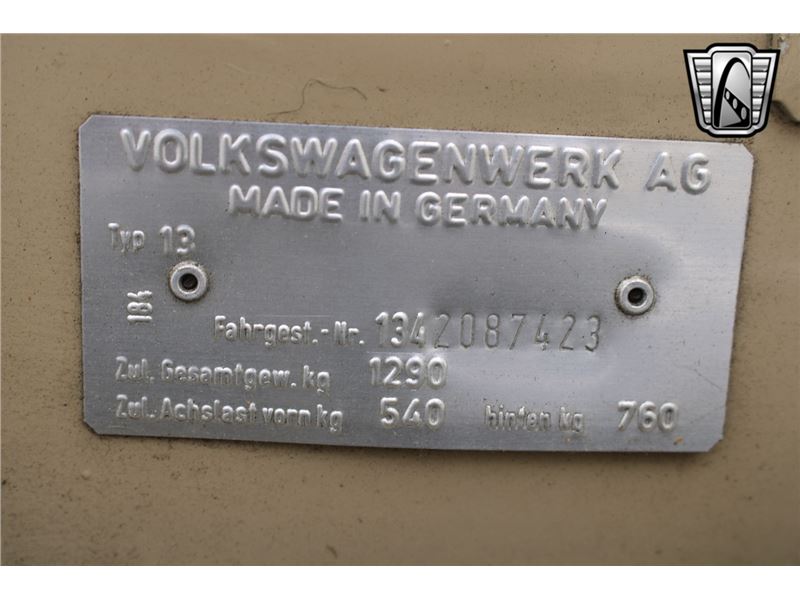 VOLKSWAGENWERK AG
MADE IN GERMANY
Typ 13
184
Fahrgest.-Nr. 1342087423
Zul. Gesamtgew. kg 1290
Zul. Achslast vorn kg 540 hinten kg 760